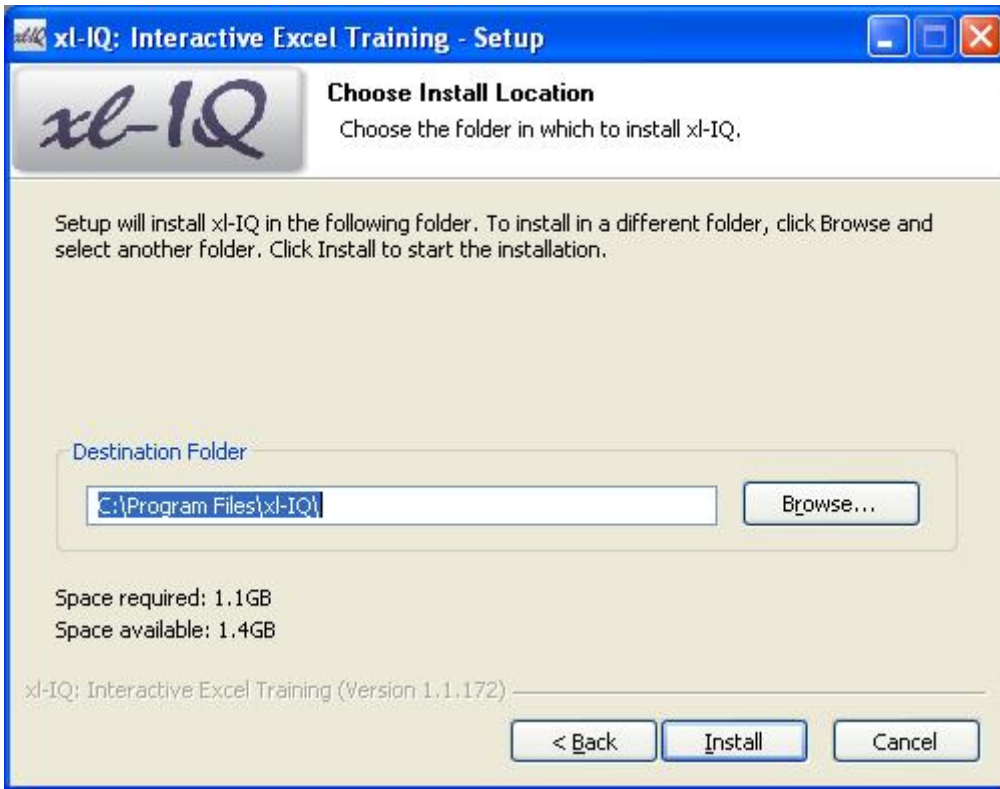 xl-IQ: Interactive Excel Training - Setup
xl-IQ
Choose Install Location
Choose the folder in which to install xl-IQ.
Setup will install xl-IQ in the following folder. To install in a different folder, click Browse and
select another folder. Click Install to start the installation.
Destination Folder
C:\Program Files\xl-IQ\
Browse...
Space required: 1.1GB
Space available: 1.4GB
xl-IQ: Interactive Excel Training (Version 1.1.172)
< Back
Install
Cancel